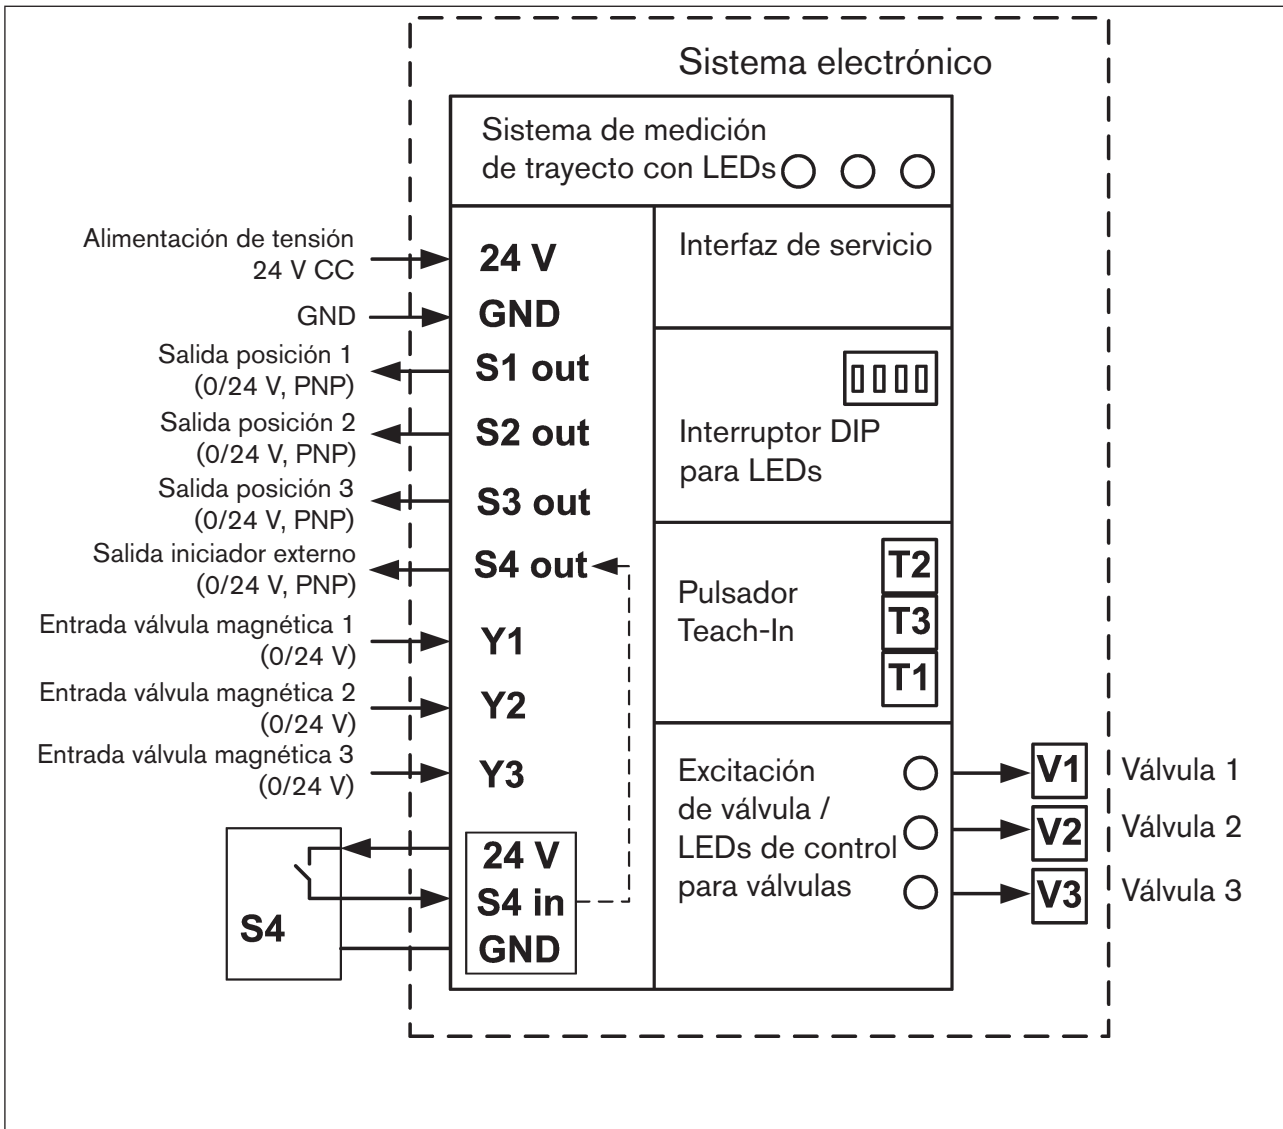 Sistema electrónico
Sistema de medición
de trayecto con LEDs
Alimentación de tensión
24 V CC
GND
Salida posición 1
(0/24 V, PNP)
Salida posición 2
(0/24 V, PNP)
Salida posición 3
(0/24 V, PNP)
Salida iniciador externo
(0/24 V, PNP)
Entrada válvula magnética 1
(0/24 V)
Entrada válvula magnética 2
(0/24 V)
Entrada válvula magnética 3
(0/24 V)
S4
24 V
GND
S1 out
S2 out
S3 out
S4 out
Y1
Y2
Y3
24 V
S4 in
GND
Interfaz de servicio
Interruptor DIP
para LEDs
Pulsador
Teach-In
T2
T3
T1
Excitación
de válvula /
LEDs de control
para válvulas
V1
Válvula 1
V2
Válvula 2
V3
Válvula 3